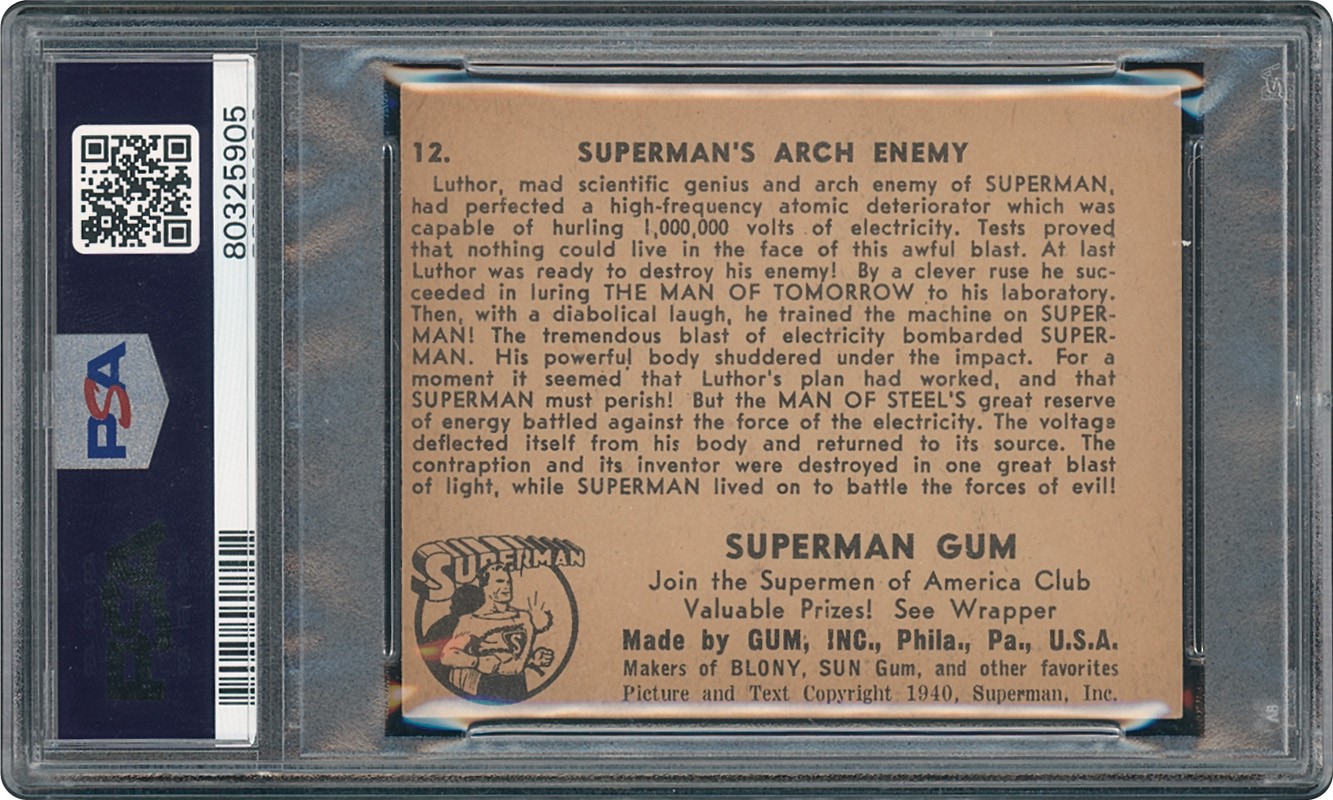 80325905
PSA
12. SUPERMAN'S ARCH ENEMY
Luthor, mad scientific genius and arch enemy of SUPERMAN,
had perfected a high-frequency atomic deteriorator which was
capable of hurling 1,000,000 volts of electricity. Tests proved
that nothing could live in the face of this awful blast. At last
Luthor was ready to destroy his enemy! By a clever ruse he suc-
ceeded in luring THE MAN OF TOMORROW to his laboratory.
Then, with a diabolical laugh, he trained the machine on SUPER-
MAN! The tremendous blast of electricity bombarded SUPER-
MAN. His powerful body shuddered under the impact. For a
moment it seemed that Luthor's plan had worked, and that
SUPERMAN must perish! But the MAN OF STEEL'S great reserve
of energy battled against the force of the electricity. The voltage
deflected itself from his body and returned to its source. The
contraption and its inventor were destroyed in one great blast
of light, while SUPERMAN lived on to battle the forces of evil!
SUPERMAN
S
SUPERMAN GUM
Join the Supermen of America Club
Valuable Prizes! See Wrapper
Made by GUM, INC., Phila., Pa., U.S.A.
Makers of BLONY, SUN Gum, and other favorites
Picture and Text Copyright 1940, Superman, Inc.